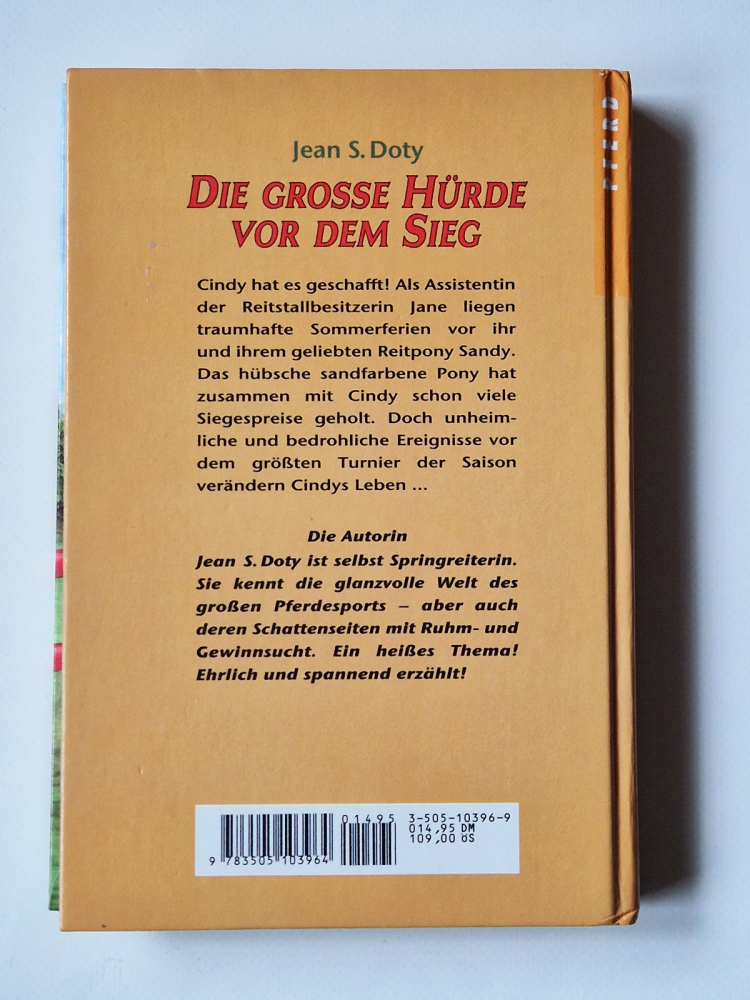 Jean S. Doty
DIE GROSSE HÜRDE
VOR DEM SIEG
Cindy hat es geschafft! Als Assistentin
der Reitstallbesitzerin Jane liegen
traumhafte Sommerferien vor ihr
und ihrem geliebten Reitpony Sandy.
Das hübsche sandfarbene Pony hat
zusammen mit Cindy schon viele
Siegespreise geholt. Doch unheim-
liche und bedrohliche Ereignisse vor
dem größten Turnier der Saison
verändern Cindys Leben ...
Die Autorin
Jean S. Doty ist selbst Springreiterin.
Sie kennt die glanzvolle Welt des
großen Pferdesports – aber auch
deren Schattenseiten mit Ruhm- und
Gewinnsucht. Ein heißes Thema!
Ehrlich und spannend erzählt!
01495
3-505-10396-9
014,95 DM
109,00 öS
9 783505 103964
PFERD